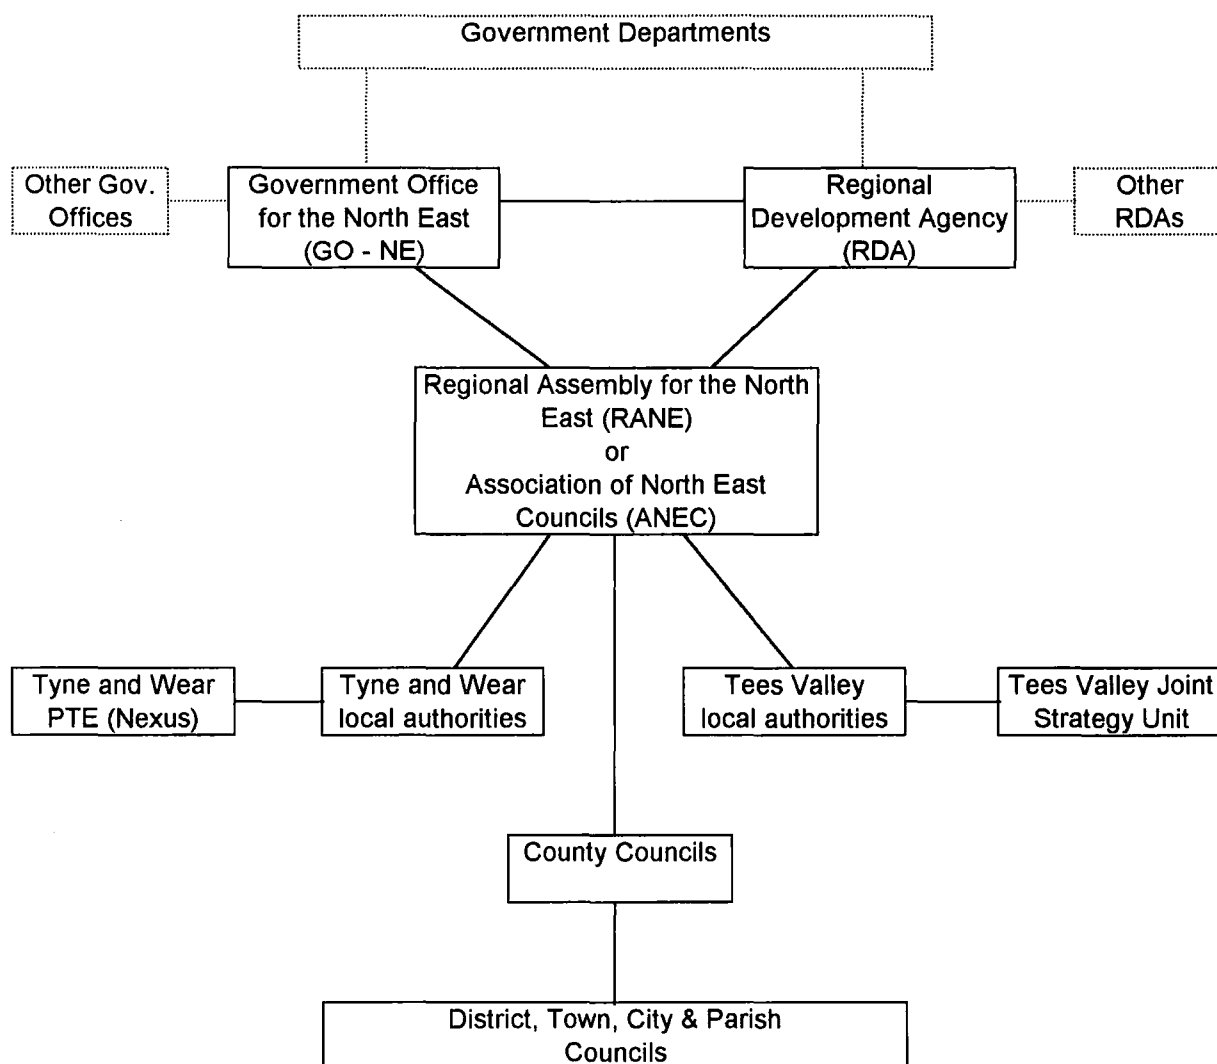 Government Departments
Other Gov.
Offices
Government Office
for the North East
(GO - NE)
Regional
Development Agency
(RDA)
Other
RDAs
Regional Assembly for the North
East (RANE)
or
Association of North East
Councils (ANEC)
Tyne and Wear
PTE (Nexus)
Tyne and Wear
local authorities
Tees Valley
local authorities
Tees Valley Joint
Strategy Unit
County Councils
District, Town, City & Parish
Councils